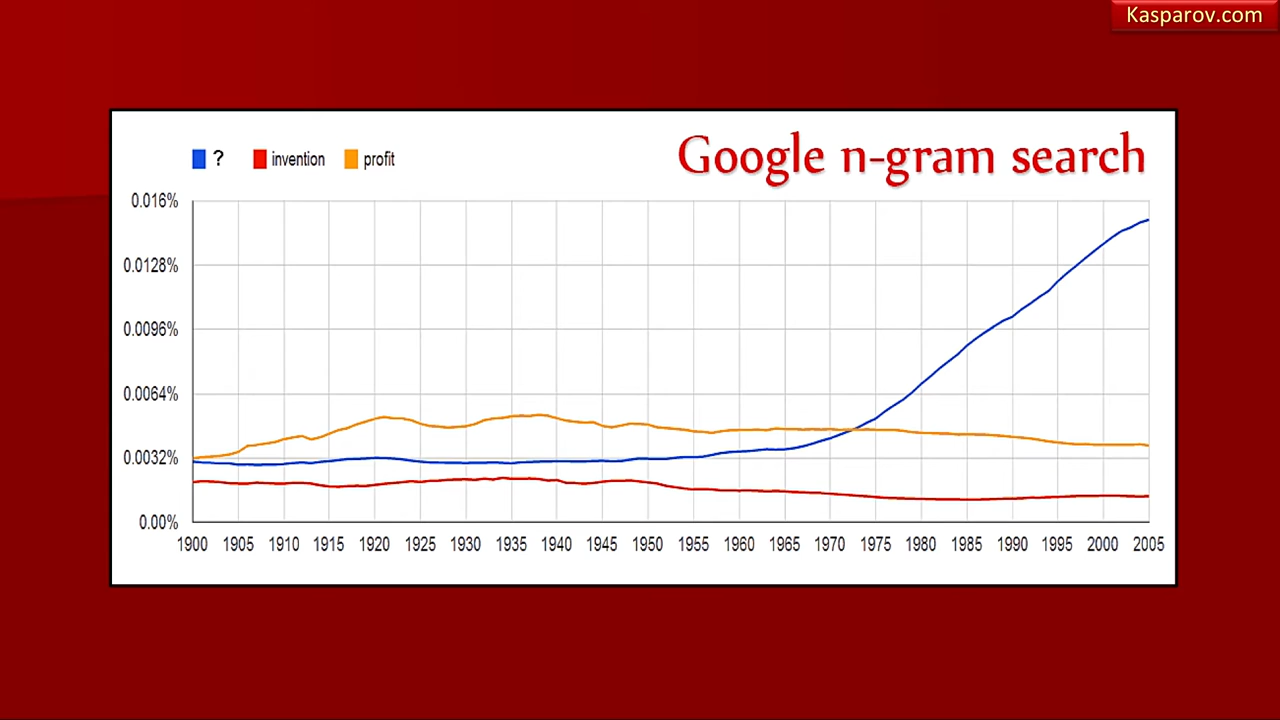 Kasparov.com
Google n-gram search
? invention profit
0.016%
0.0128%
0.0096%
0.0064%
0.0032%
0.00%
1900 1905 1910 1915 1920 1925 1930 1935 1940 1945 1950 1955 1960 1965 1970 1975 1980 1985 1990 1995 2000 2005